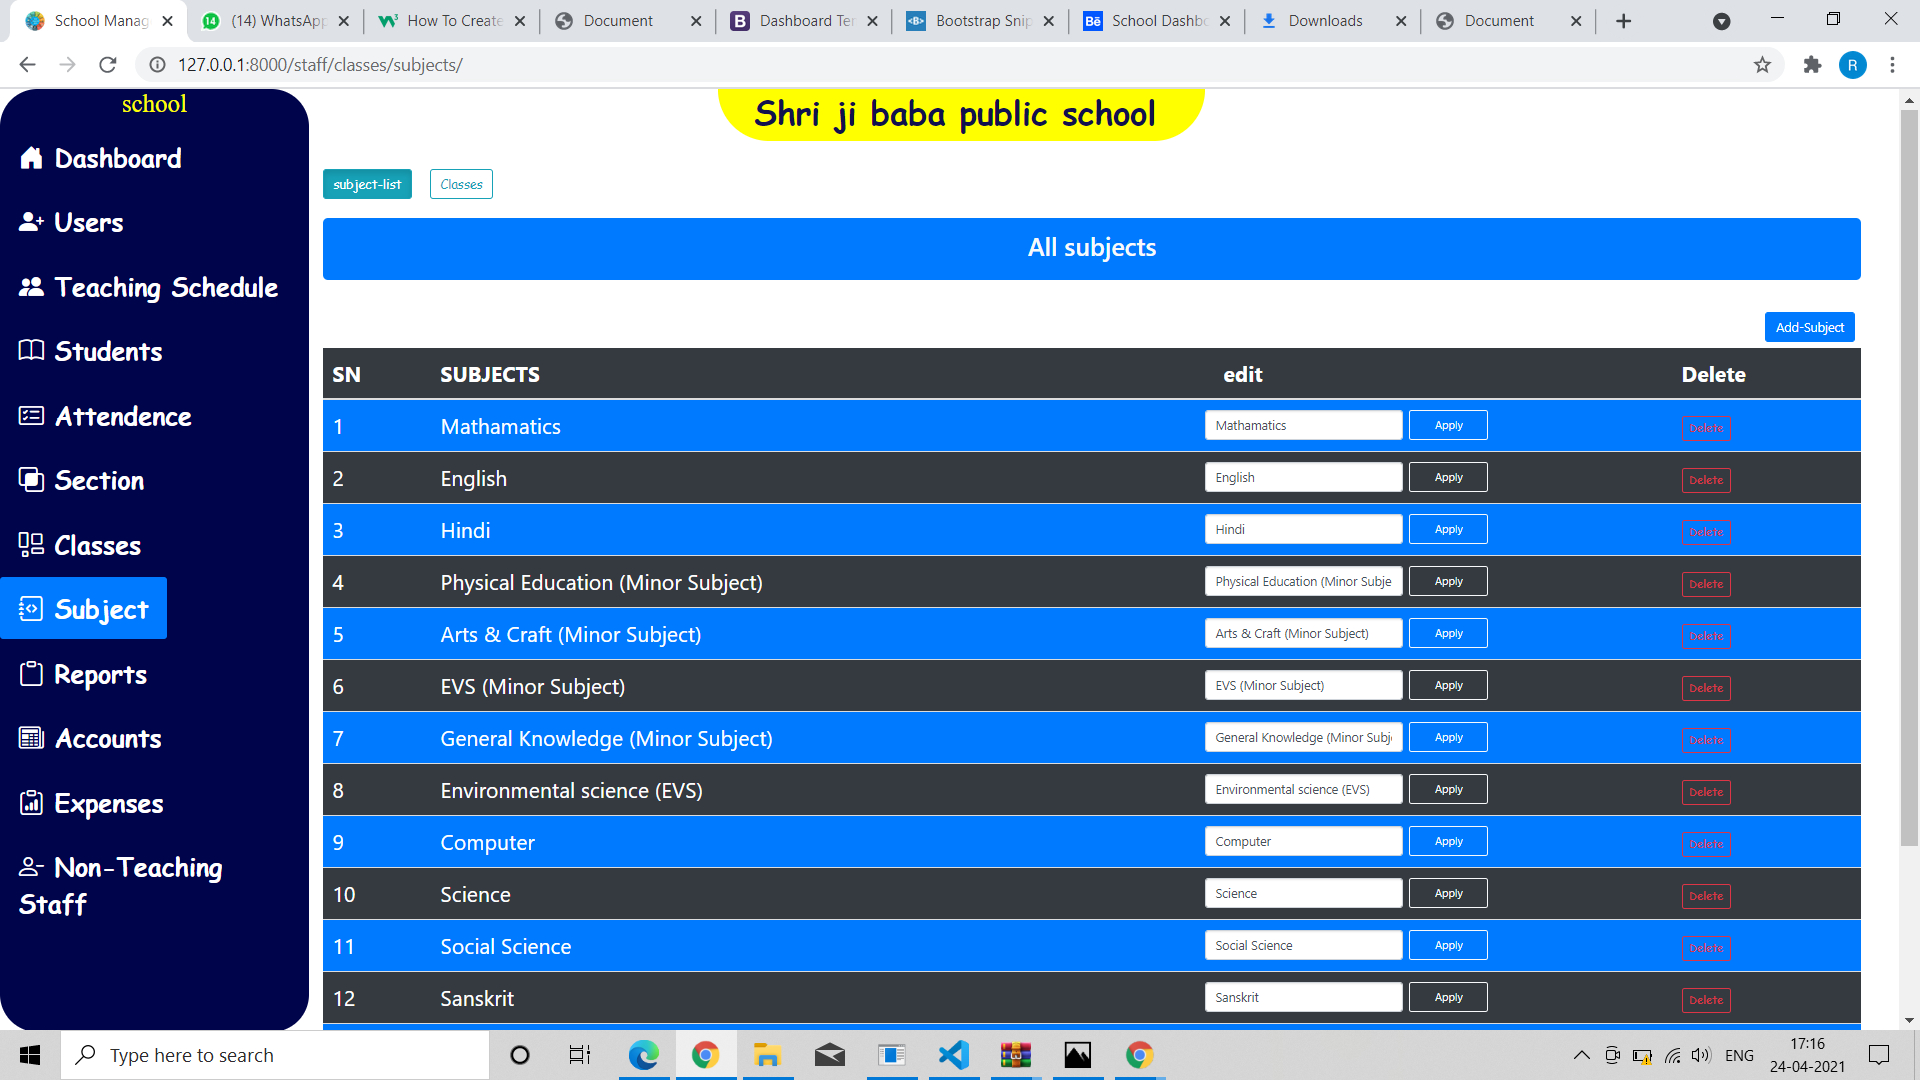 School Manag
(14) WhatsApp
How To Create
Document
Dashboard Ter
Bootstrap Snip
School Dashbo
Downloads
Document
127.0.0.1:8000/staff/classes/subjects/
R
school
Dashboard
Users
Teaching Schedule
Students
Attendence
Section
Classes
Subject
Reports
Accounts
Expenses
Non-Teaching
Staff
Shri ji baba public school
subject-list Classes
All subjects
Add-Subject
SN SUBJECTS edit Delete
1 Mathamatics Mathamatics Apply Delete
2 English English Apply Delete
3 Hindi Hindi Apply Delete
4 Physical Education (Minor Subject) Physical Education (Minor Subje Apply Delete
5 Arts & Craft (Minor Subject) Arts & Craft (Minor Subject) Apply Delete
6 EVS (Minor Subject) EVS (Minor Subject) Apply Delete
7 General Knowledge (Minor Subject) General Knowledge (Minor Subj Apply Delete
8 Environmental science (EVS) Environmental science (EVS) Apply Delete
9 Computer Computer Apply Delete
10 Science Science Apply Delete
11 Social Science Social Science Apply Delete
12 Sanskrit Sanskrit Apply Delete
Type here to search
ENG
17:16
24-04-2021